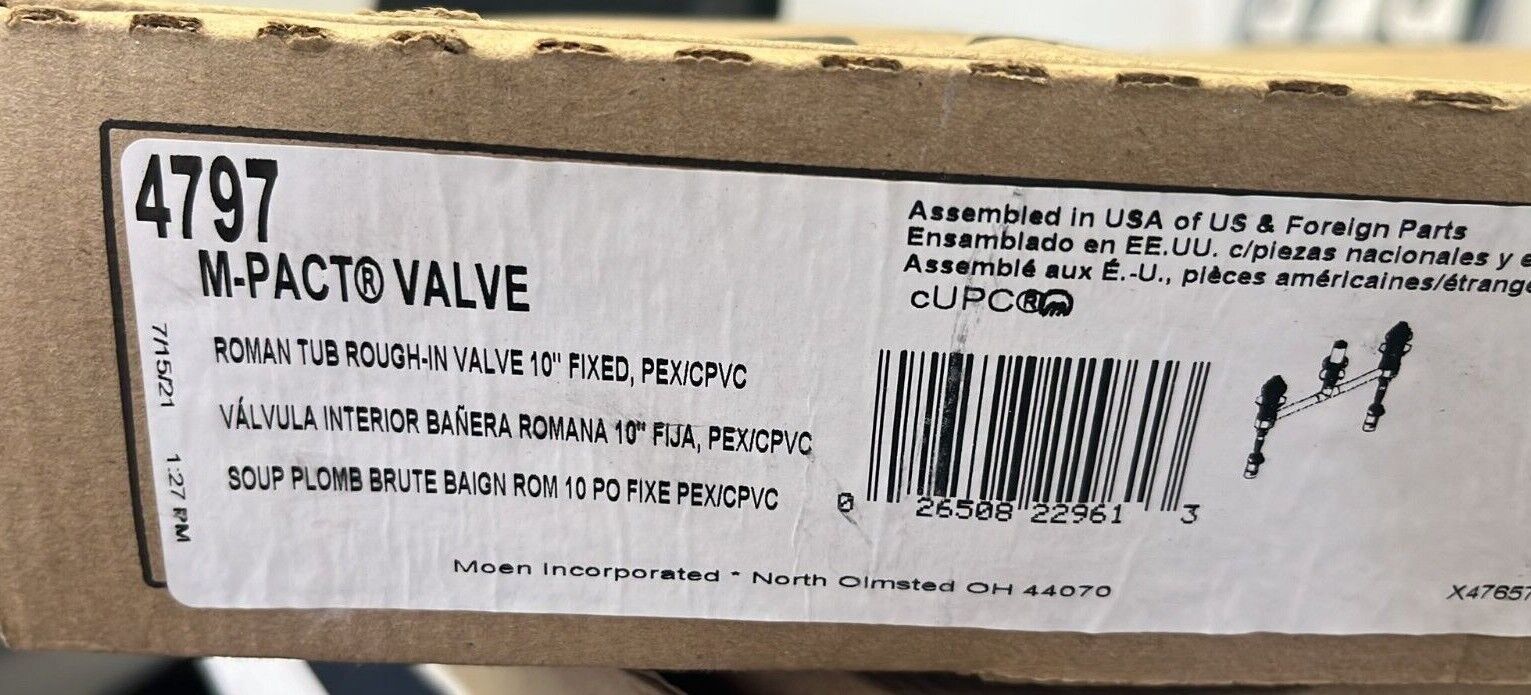 4797
M-PACT® VALVE
ROMAN TUB ROUGH-IN VALVE 10" FIXED, PEX/CPVC
VÁLVULA INTERIOR BAÑERA ROMANA 10" FIJA, PEX/CPVC
SOUP PLOMB BRUTE BAIGN ROM 10 PO FIXE PEX/CPVC
7/15/21 1:27 PM
Assembled in USA of US & Foreign Parts
Ensamblado en EE.UU. c/piezas nacionales y e
Assemblé aux É.-U., pièces américaines/étrange
cUPC®
0 26508 22961 3
Moen Incorporated * North Olmsted OH 44070
X47657